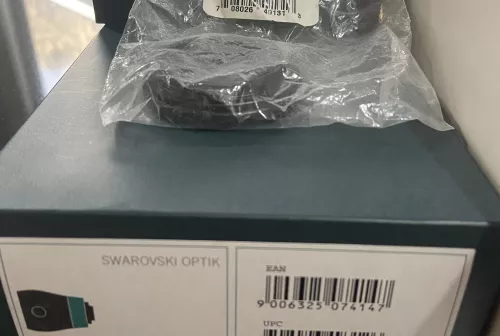 SWAROVSKI OPTIK
EAN
9 006325 074147
UPC